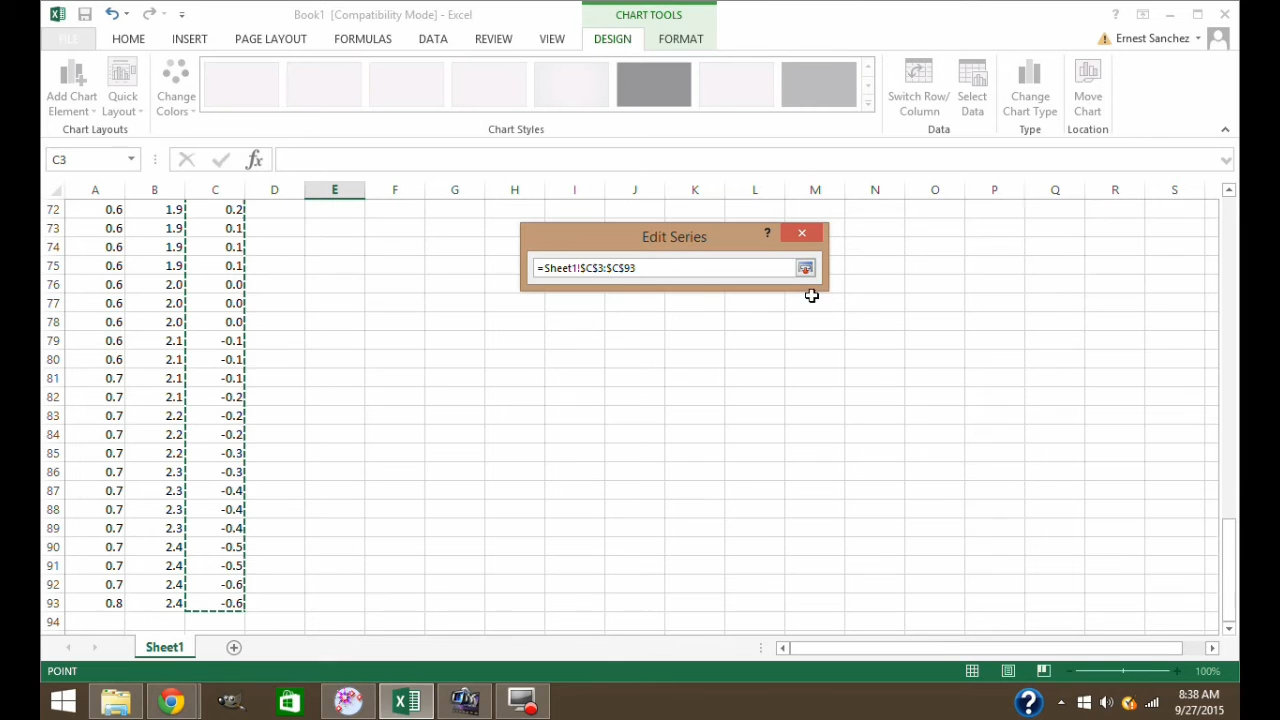 Book1 [Compatibility Mode] - Excel
CHART TOOLS
?
FILE HOME INSERT PAGE LAYOUT FORMULAS DATA REVIEW VIEW DESIGN FORMAT
Ernest Sanchez
Add Chart Element
Quick Layout
Change Colors
Switch Row/ Column
Select Data
Change Chart Type
Move Chart
Chart Layouts
Chart Styles
Data
Type
Location
C3
fx
A B C D E F G H I J K L M N O P Q R S
72 0.6 1.9 0.2
73 0.6 1.9 0.1
74 0.6 1.9 0.1
75 0.6 1.9 0.1
76 0.6 2.0 0.0
77 0.6 2.0 0.0
78 0.6 2.0 0.0
79 0.6 2.1 -0.1
80 0.6 2.1 -0.1
81 0.7 2.1 -0.1
82 0.7 2.1 -0.2
83 0.7 2.2 -0.2
84 0.7 2.2 -0.2
85 0.7 2.2 -0.3
86 0.7 2.3 -0.3
87 0.7 2.3 -0.4
88 0.7 2.3 -0.4
89 0.7 2.3 -0.4
90 0.7 2.4 -0.5
91 0.7 2.4 -0.5
92 0.7 2.4 -0.6
93 0.8 2.4 -0.6
94
Edit Series
?
=Sheet1!$C$3:$C$93
Sheet1
POINT
100%
?
8:38 AM
9/27/2015